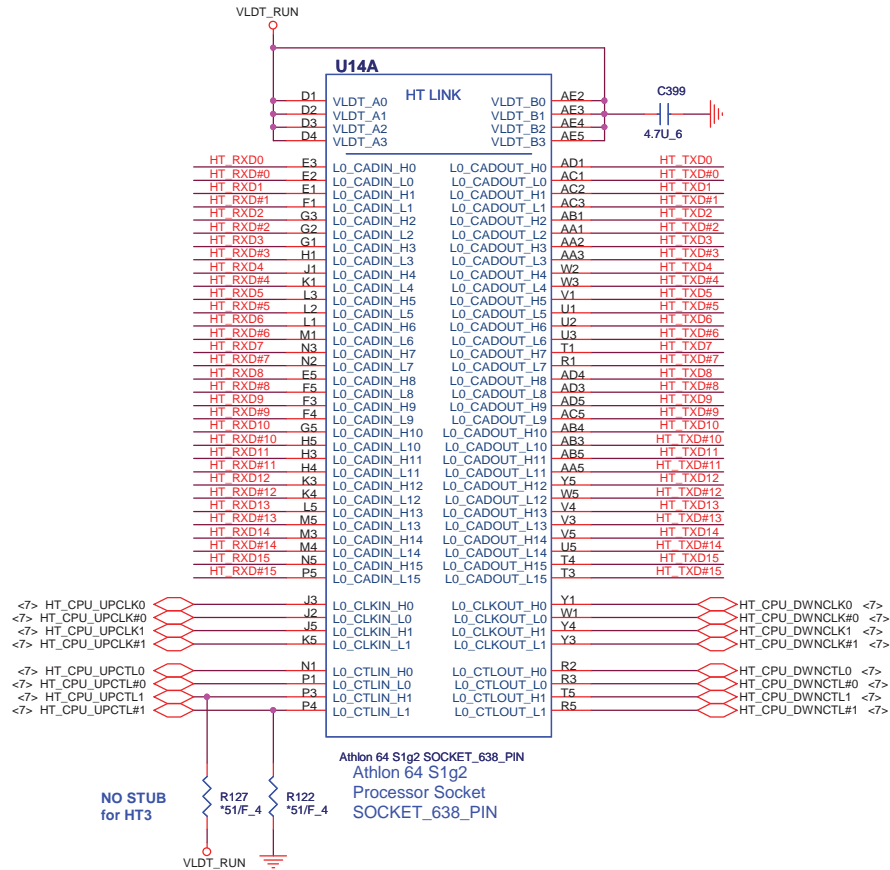 VLDT_RUN
U14A
HT LINK
C399
4.7U_6
D1 VLDT_A0 VLDT_B0 AE2
D2 VLDT_A1 VLDT_B1 AE3
D3 VLDT_A2 VLDT_B2 AE4
D4 VLDT_A3 VLDT_B3 AE5
HT_RXD0 E3 L0_CADIN_H0 L0_CADOUT_H0 AD1 HT_TXD0
HT_RXD#0 E2 L0_CADIN_L0 L0_CADOUT_L0 AC1 HT_TXD#0
HT_RXD1 E1 L0_CADIN_H1 L0_CADOUT_H1 AC2 HT_TXD1
HT_RXD#1 F1 L0_CADIN_L1 L0_CADOUT_L1 AC3 HT_TXD#1
HT_RXD2 G3 L0_CADIN_H2 L0_CADOUT_H2 AB1 HT_TXD2
HT_RXD#2 G2 L0_CADIN_L2 L0_CADOUT_L2 AA1 HT_TXD#2
HT_RXD3 G1 L0_CADIN_H3 L0_CADOUT_H3 AA2 HT_TXD3
HT_RXD#3 H1 L0_CADIN_L3 L0_CADOUT_L3 AA3 HT_TXD#3
HT_RXD4 J1 L0_CADIN_H4 L0_CADOUT_H4 W2 HT_TXD4
HT_RXD#4 K1 L0_CADIN_L4 L0_CADOUT_L4 W3 HT_TXD#4
HT_RXD5 L3 L0_CADIN_H5 L0_CADOUT_H5 V1 HT_TXD5
HT_RXD#5 L2 L0_CADIN_L5 L0_CADOUT_L5 U1 HT_TXD#5
HT_RXD6 L1 L0_CADIN_H6 L0_CADOUT_H6 U2 HT_TXD6
HT_RXD#6 M1 L0_CADIN_L6 L0_CADOUT_L6 U3 HT_TXD#6
HT_RXD7 N3 L0_CADIN_H7 L0_CADOUT_H7 T1 HT_TXD7
HT_RXD#7 N2 L0_CADIN_L7 L0_CADOUT_L7 R1 HT_TXD#7
HT_RXD8 E5 L0_CADIN_H8 L0_CADOUT_H8 AD4 HT_TXD8
HT_RXD#8 F5 L0_CADIN_L8 L0_CADOUT_L8 AD3 HT_TXD#8
HT_RXD9 F3 L0_CADIN_H9 L0_CADOUT_H9 AD5 HT_TXD9
HT_RXD#9 F4 L0_CADIN_L9 L0_CADOUT_L9 AC5 HT_TXD#9
HT_RXD10 G5 L0_CADIN_H10 L0_CADOUT_H10 AB4 HT_TXD10
HT_RXD#10 H5 L0_CADIN_L10 L0_CADOUT_L10 AB3 HT_TXD#10
HT_RXD11 H3 L0_CADIN_H11 L0_CADOUT_H11 AB5 HT_TXD11
HT_RXD#11 H4 L0_CADIN_L11 L0_CADOUT_L11 AA5 HT_TXD#11
HT_RXD12 K3 L0_CADIN_H12 L0_CADOUT_H12 Y5 HT_TXD12
HT_RXD#12 K4 L0_CADIN_L12 L0_CADOUT_L12 W5 HT_TXD#12
HT_RXD13 L5 L0_CADIN_H13 L0_CADOUT_H13 V4 HT_TXD13
HT_RXD#13 M5 L0_CADIN_L13 L0_CADOUT_L13 V3 HT_TXD#13
HT_RXD14 M3 L0_CADIN_H14 L0_CADOUT_H14 V5 HT_TXD14
HT_RXD#14 M4 L0_CADIN_L14 L0_CADOUT_L14 U5 HT_TXD#14
HT_RXD15 N5 L0_CADIN_H15 L0_CADOUT_H15 T4 HT_TXD15
HT_RXD#15 P5 L0_CADIN_L15 L0_CADOUT_L15 T3 HT_TXD#15
<7> HT_CPU_UPCLK0 J3 L0_CLKIN_H0 L0_CLKOUT_H0 Y1 HT_CPU_DWNCLK0 <7>
<7> HT_CPU_UPCLK#0 J2 L0_CLKIN_L0 L0_CLKOUT_L0 W1 HT_CPU_DWNCLK#0 <7>
<7> HT_CPU_UPCLK1 J5 L0_CLKIN_H1 L0_CLKOUT_H1 Y4 HT_CPU_DWNCLK1 <7>
<7> HT_CPU_UPCLK#1 K5 L0_CLKIN_L1 L0_CLKOUT_L1 Y3 HT_CPU_DWNCLK#1 <7>
<7> HT_CPU_UPCTL0 N1 L0_CTLIN_H0 L0_CTLOUT_H0 R2 HT_CPU_DWNCTL0 <7>
<7> HT_CPU_UPCTL#0 P1 L0_CTLIN_L0 L0_CTLOUT_L0 R3 HT_CPU_DWNCTL#0 <7>
<7> HT_CPU_UPCTL1 P3 L0_CTLIN_H1 L0_CTLOUT_H1 T5 HT_CPU_DWNCTL1 <7>
<7> HT_CPU_UPCTL#1 P4 L0_CTLIN_L1 L0_CTLOUT_L1 R5 HT_CPU_DWNCTL#1 <7>
Athlon 64 S1g2 SOCKET_638_PIN
Athlon 64 S1g2
Processor Socket
SOCKET_638_PIN
NO STUB
for HT3
R127
*51/F_4
R122
*51/F_4
VLDT_RUN